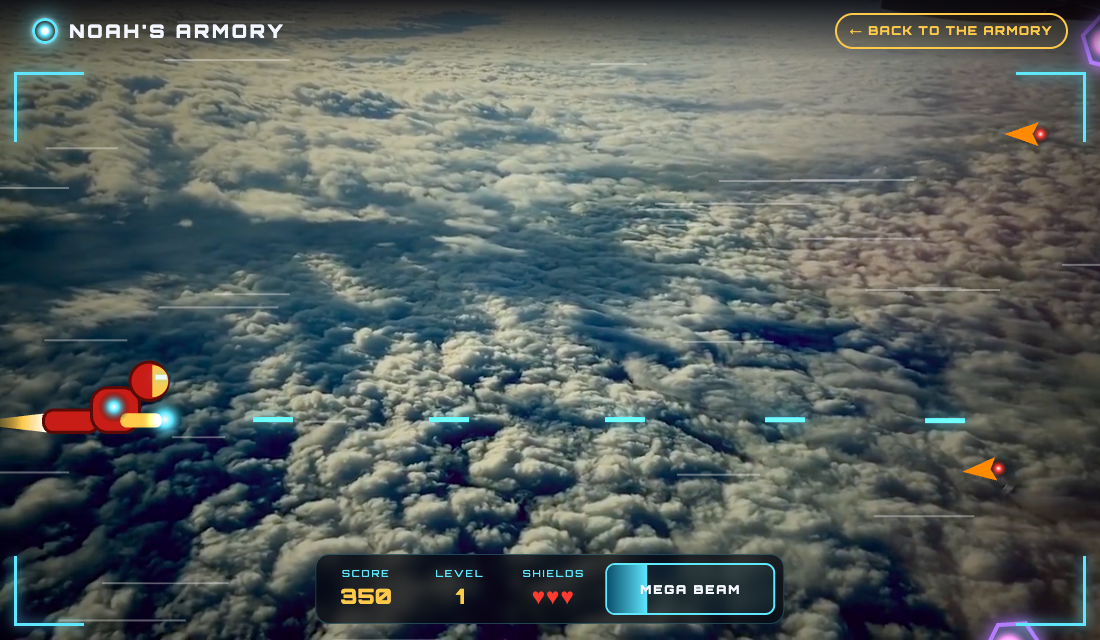 NOAH'S ARMORY
← BACK TO THE ARMORY
SCORE
350
LEVEL
1
SHIELDS
♥♥♥
MEGA BEAM